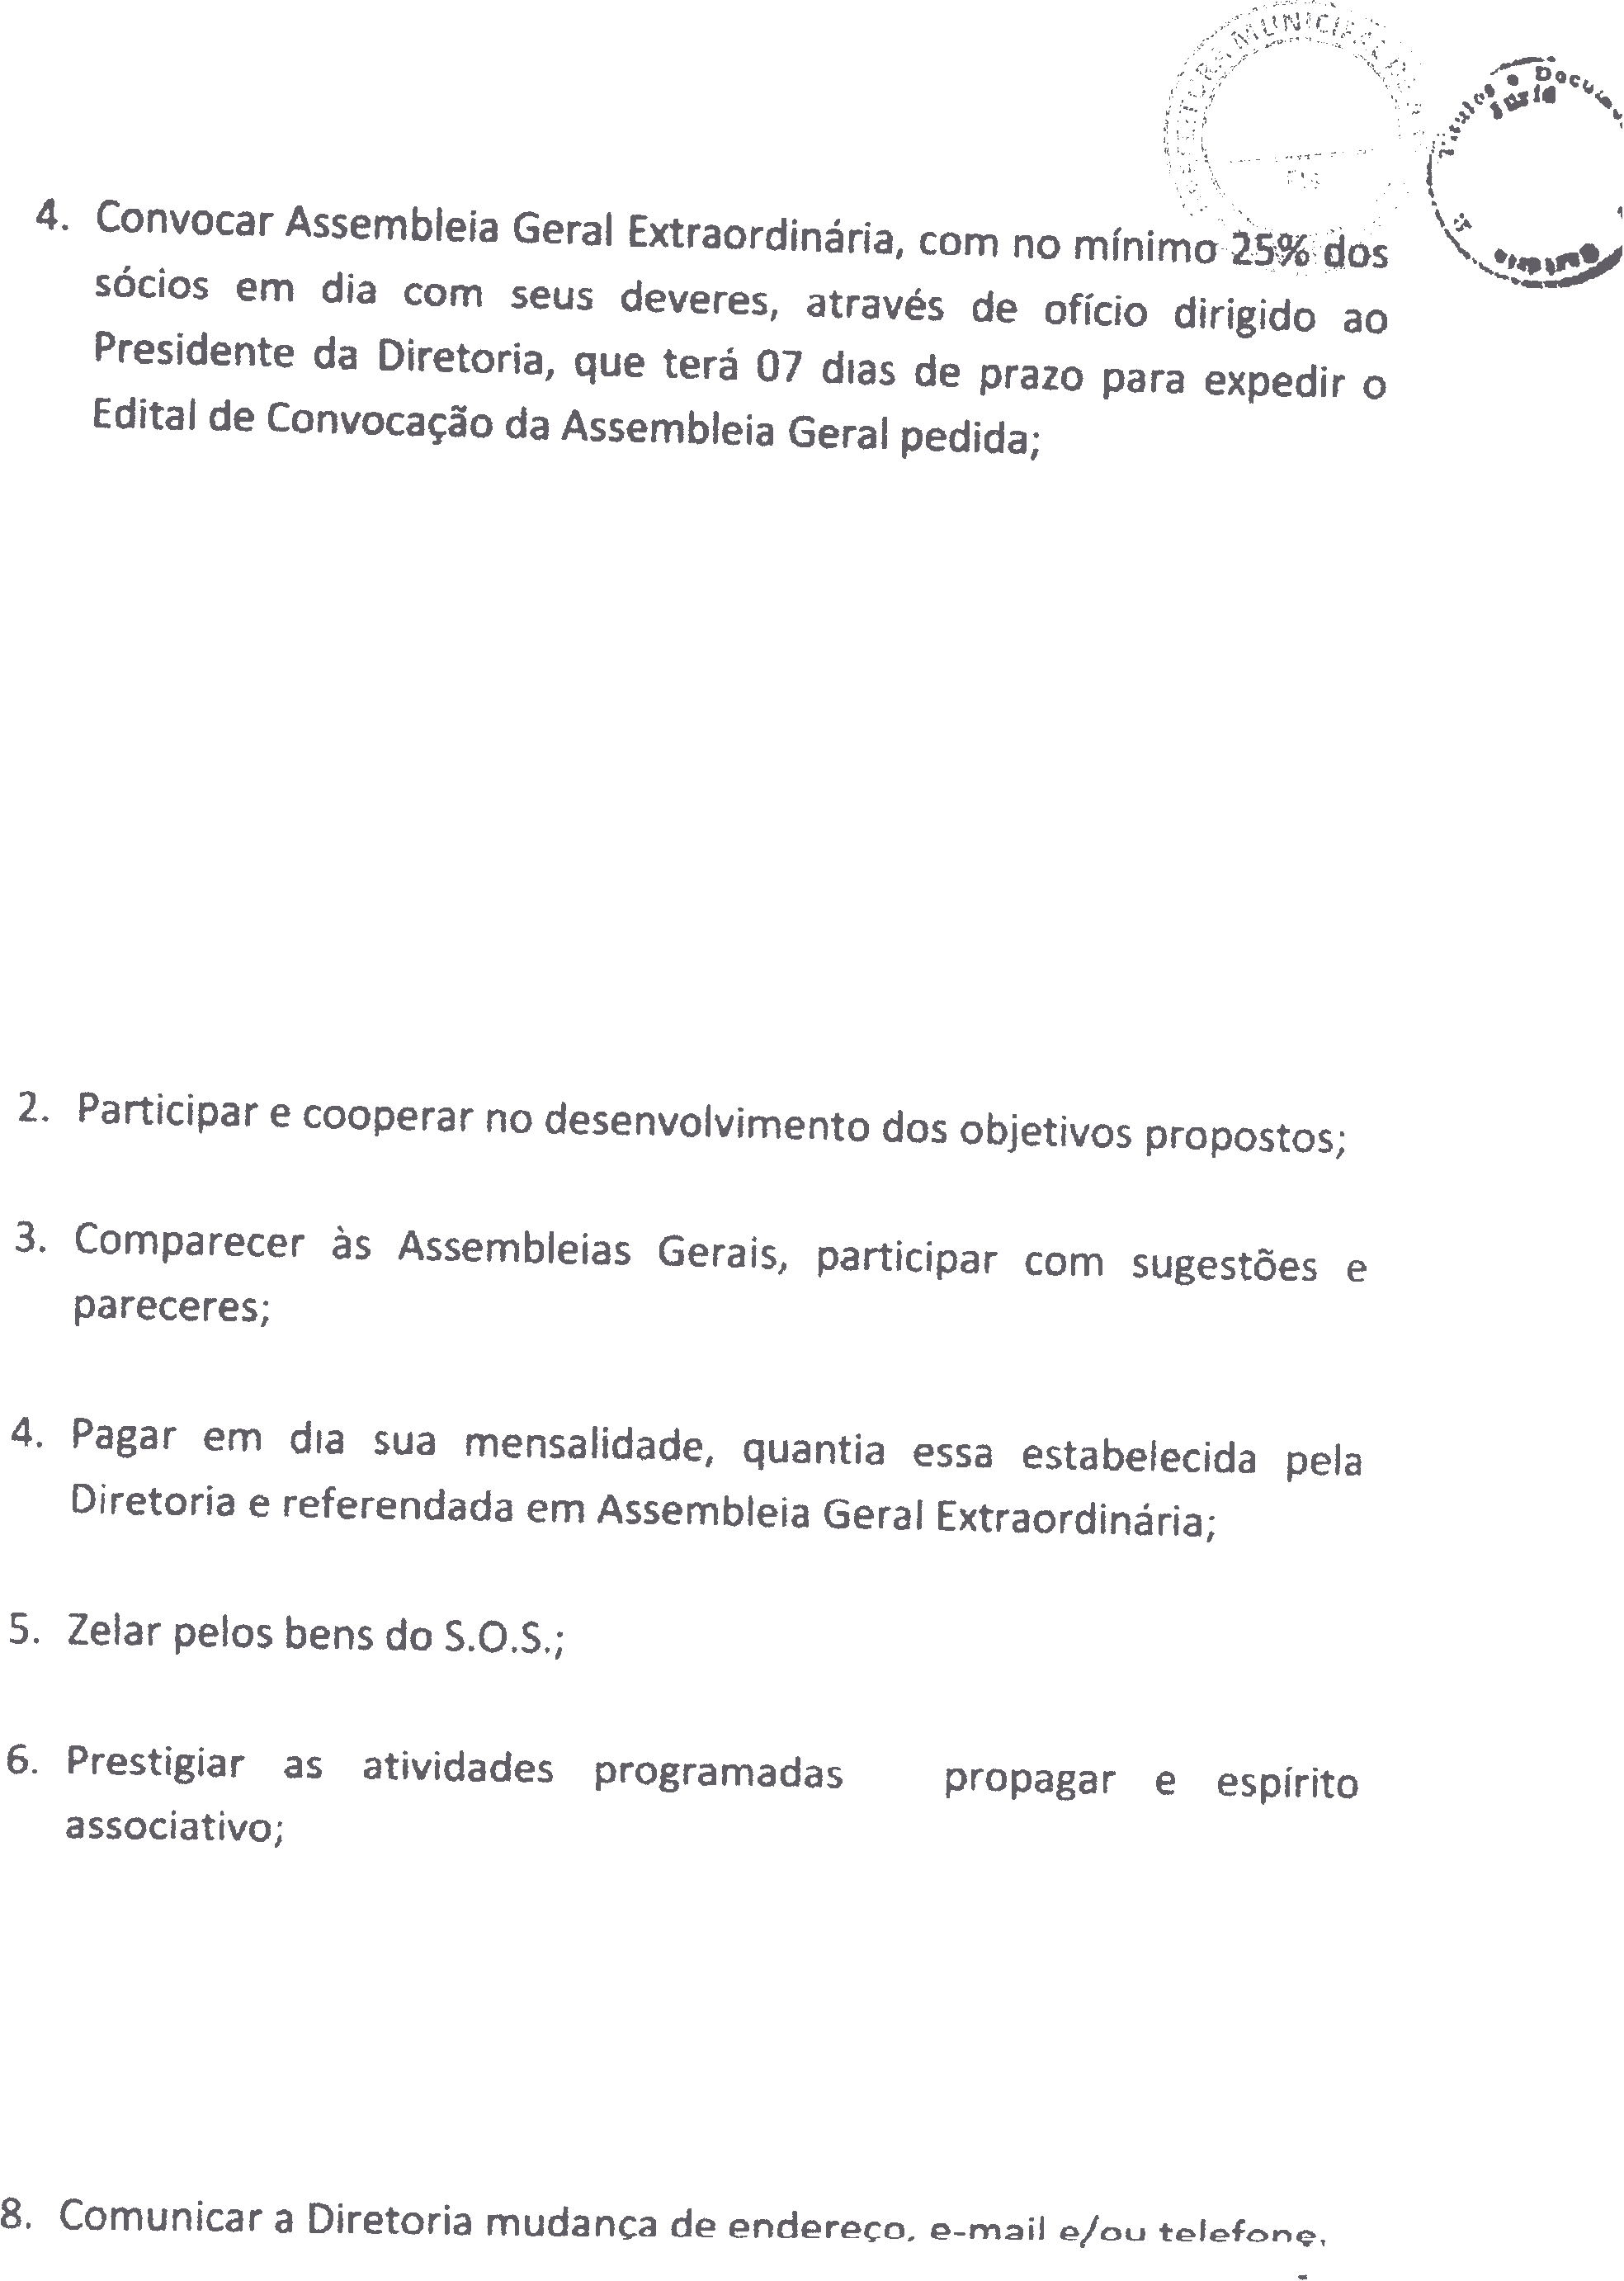 4. Convocar Assembleia Geral Extraordinária, com no mínimo 25% dos
sócios em dia com seus deveres, através de ofício dirigido ao
Presidente da Diretoria, que terá 07 dias de prazo para expedir o
Edital de Convocação da Assembleia Geral pedida;
2. Participar e cooperar no desenvolvimento dos objetivos propostos;
3. Comparecer às Assembleias Gerais, participar com sugestões e
pareceres;
4. Pagar em dia sua mensalidade, quantia essa estabelecida pela
Diretoria e referendada em Assembleia Geral Extraordinária;
5. Zelar pelos bens do S.O.S.;
6. Prestigiar as atividades programadas propagar e espírito
associativo;
8. Comunicar a Diretoria mudança de endereço, e-mail e/ou telefone,